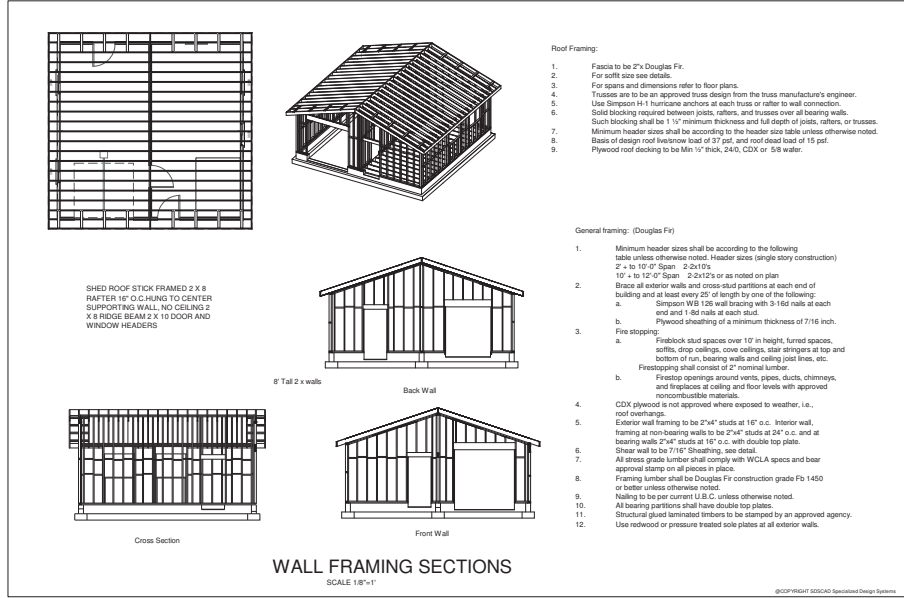 Roof Framing:
1. Fascia to be 2"x Douglas Fir.
2. For soffit size see details.
3. For spans and dimensions refer to floor plans.
4. Trusses are to be an approved truss design from the truss manufacture's engineer.
5. Use Simpson H-1 hurricane anchors at each truss or rafter to wall connection.
6. Solid blocking required between joists, rafters, and trusses over all bearing walls.
Such blocking shall be 1 ½" minimum thickness and full depth of joists, rafters, or trusses.
7. Minimum header sizes shall be according to the header size table unless otherwise noted.
8. Basis of design roof live/snow load of 37 psf, and roof dead load of 15 psf.
9. Plywood roof decking to be Min ½" thick, 24/0, CDX or 5/8 wafer.
General framing: (Douglas Fir)
1. Minimum header sizes shall be according to the following
table unless otherwise noted. Header sizes (single story construction)
2' + to 10'-0" Span 2-2x10's
10' + to 12'-0" Span 2-2x12's or as noted on plan
2. Brace all exterior walls and cross-stud partitions at each end of
building and at least every 25' of length by one of the following:
a. Simpson WB 126 wall bracing with 3-16d nails at each
end and 1-8d nails at each stud.
b. Plywood sheathing of a minimum thickness of 7/16 inch.
3. Fire stopping:
a. Fireblock stud spaces over 10' in height, furred spaces,
soffits, drop ceilings, cove ceilings, stair stringers at top and
bottom of run, bearing walls and ceiling joist lines, etc.
Firestopping shall consist of 2" nominal lumber.
b. Firestop openings around vents, pipes, ducts, chimneys,
and fireplaces at ceiling and floor levels with approved
noncombustible materials.
4. CDX plywood is not approved where exposed to weather, i.e.,
roof overhangs.
5. Exterior wall framing to be 2"x4" studs at 16" o.c. Interior wall,
framing at non-bearing walls to be 2"x4" studs at 24" o.c. and at
bearing walls 2"x4" studs at 16" o.c. with double top plate.
6. Shear wall to be 7/16" Sheathing, see detail.
7. All stress grade lumber shall comply with WCLA specs and bear
approval stamp on all pieces in place.
8. Framing lumber shall be Douglas Fir construction grade Fb 1450
or better unless otherwise noted.
9. Nailing to be per current U.B.C. unless otherwise noted.
10. All bearing partitions shall have double top plates.
11. Structural glued laminated timbers to be stamped by an approved agency.
12. Use redwood or pressure treated sole plates at all exterior walls.
SHED ROOF STICK FRAMED 2 X 8
RAFTER 16" O.C.HUNG TO CENTER
SUPPORTING WALL, NO CEILING 2
X 8 RIDGE BEAM 2 X 10 DOOR AND
WINDOW HEADERS
8' Tall 2 x walls
Back Wall
Cross Section
Front Wall
WALL FRAMING SECTIONS
SCALE 1/8"=1'
@COPYRIGHT SDSCAD Specialized Design Systems